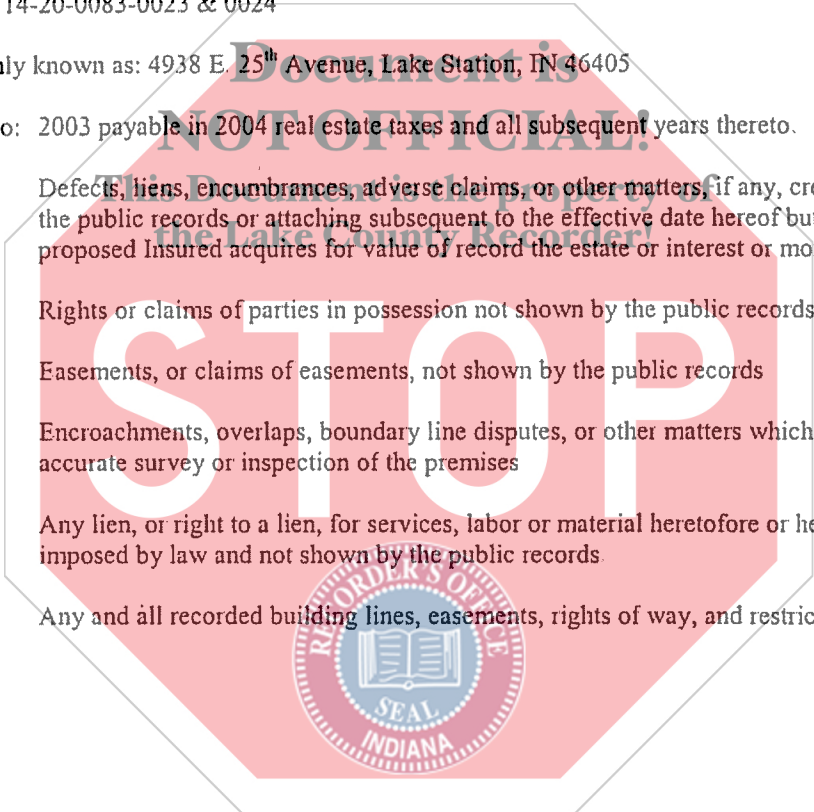 14-20-0083-0023 & 0024
nly known as: 4938 E. 25th Avenue, Lake Station, IN 46405
Document is
NOT OFFICIAL!
o: 2003 payable in 2004 real estate taxes and all subsequent years thereto.
This Document is the property of
the Lake County Recorder!
Defects, liens, encumbrances, adverse claims, or other matters, if any, cre
the public records or attaching subsequent to the effective date hereof bu
proposed Insured acquires for value of record the estate or interest or mo
Rights or claims of parties in possession not shown by the public records
STOP
Easements, or claims of easements, not shown by the public records
Encroachments, overlaps, boundary line disputes, or other matters which
accurate survey or inspection of the premises
Any lien, or right to a lien, for services, labor or material heretofore or he
imposed by law and not shown by the public records.
Any and all recorded building lines, easements, rights of way, and restric
RECORDER'S OFFICE
SEAL
INDIANA